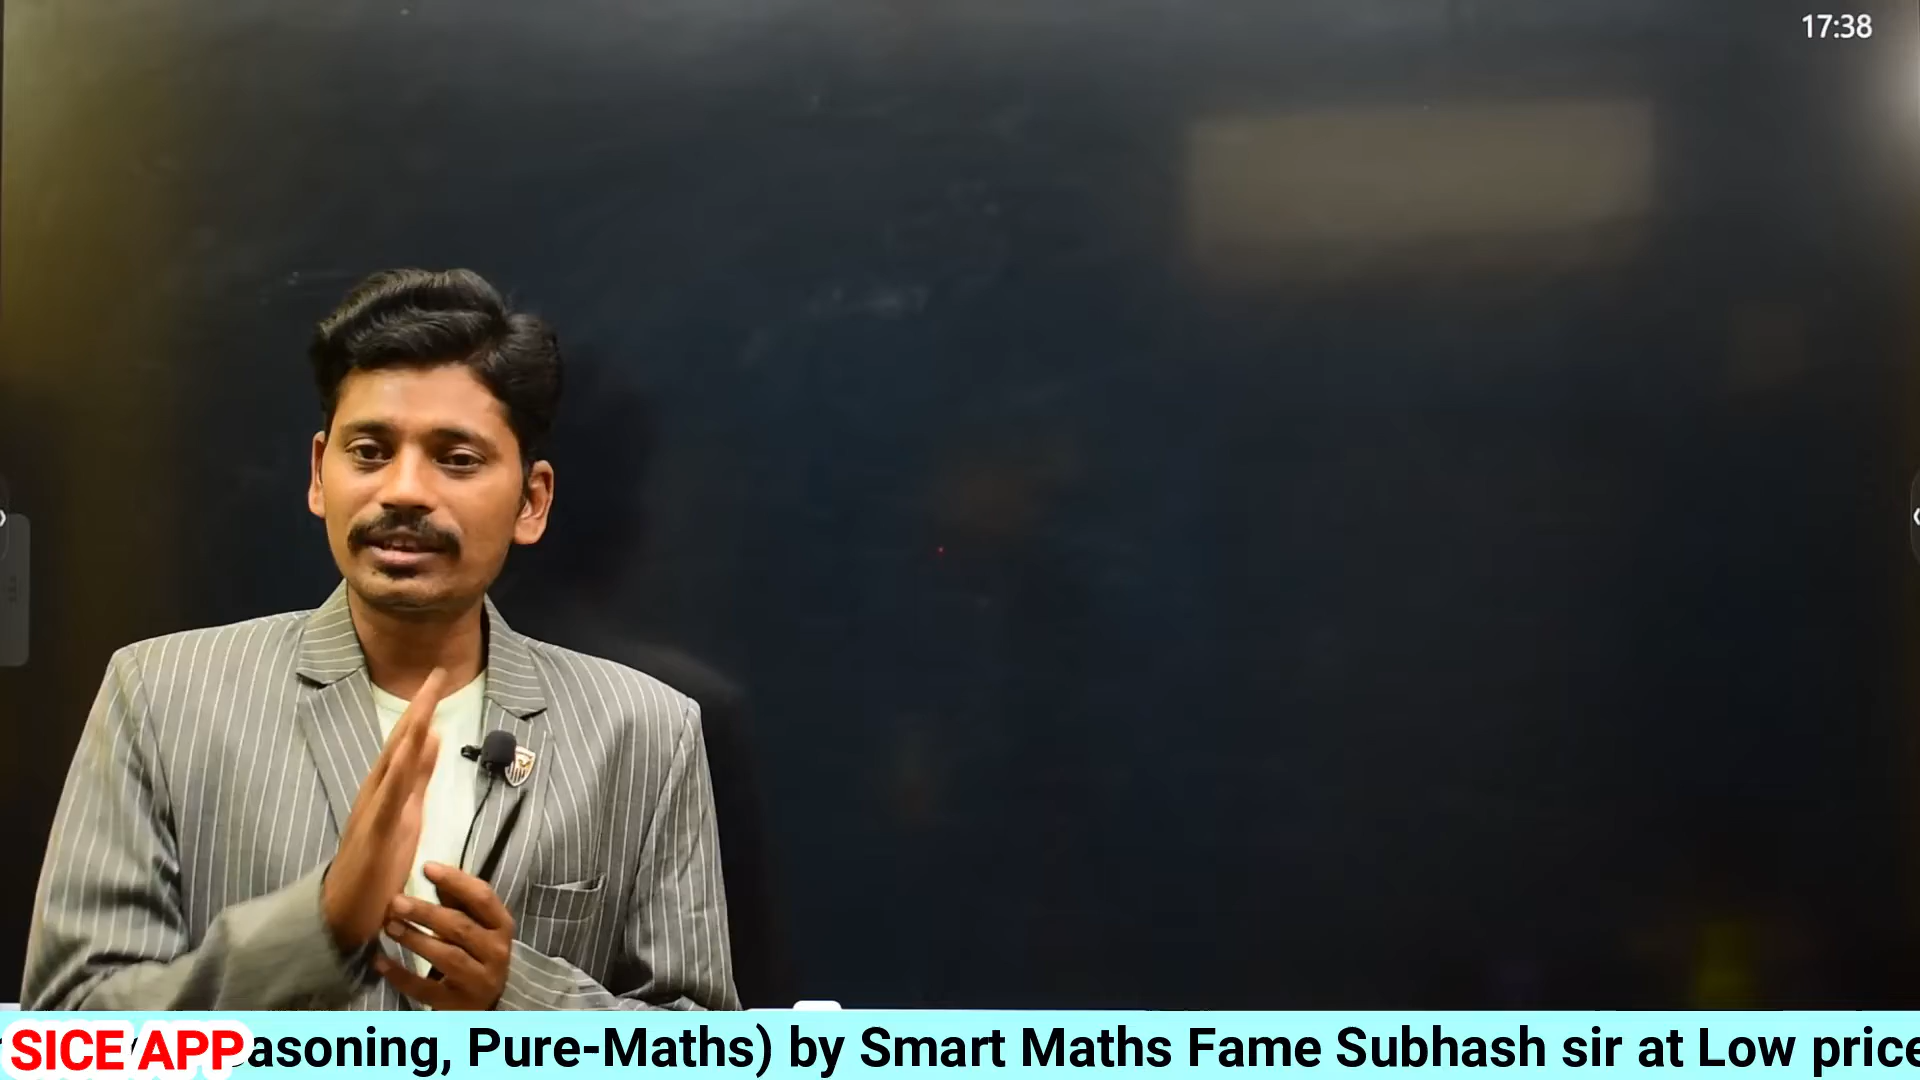 17:38
SICE APP
asoning, Pure-Maths) by Smart Maths Fame Subhash sir at Low price